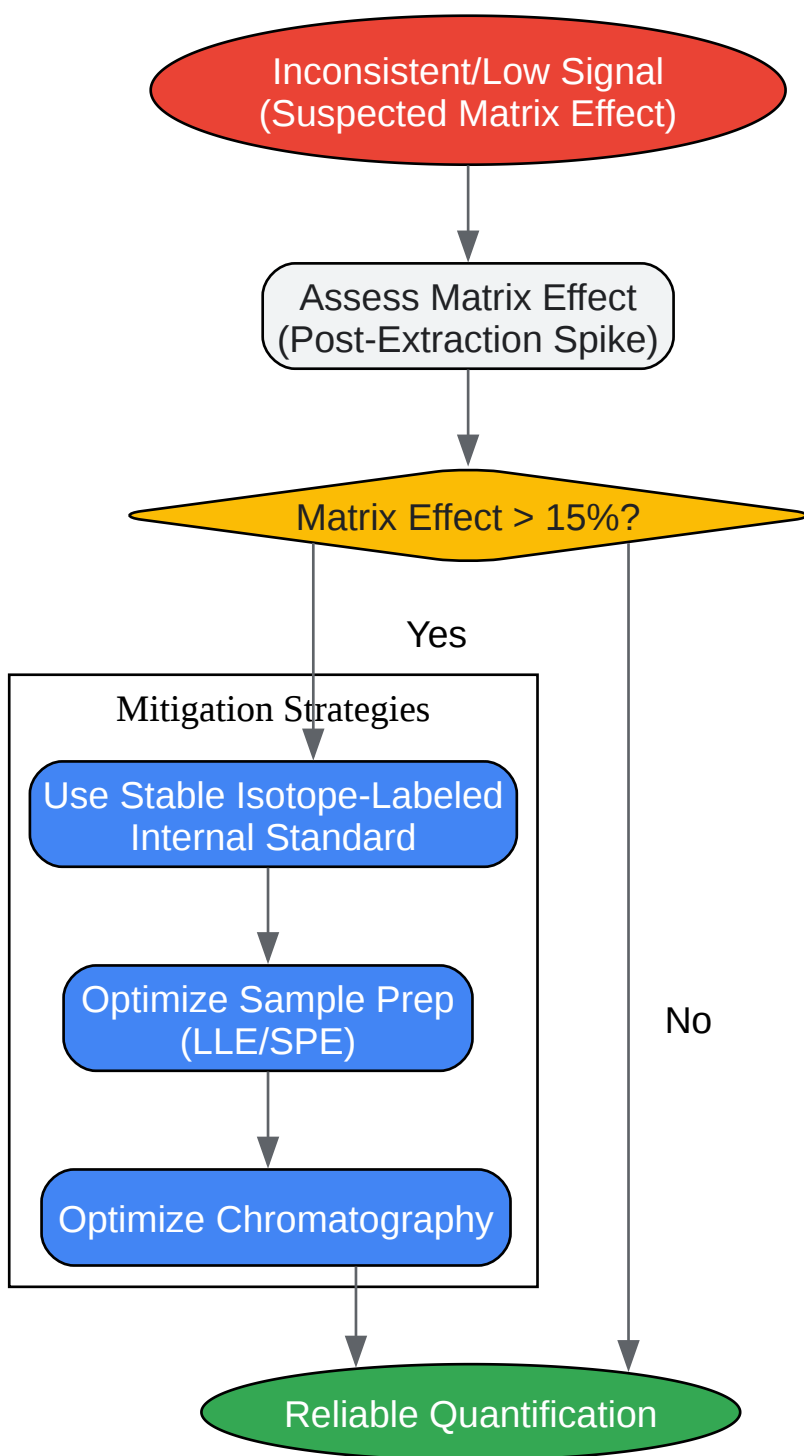 Inconsistent/Low Signal
(Suspected Matrix Effect)
Assess Matrix Effect
(Post-Extraction Spike)
Matrix Effect > 15%?
Yes
Mitigation Strategies
Use Stable Isotope-Labeled
Internal Standard
Optimize Sample Prep
(LLE/SPE)
No
Optimize Chromatography
Reliable Quantification